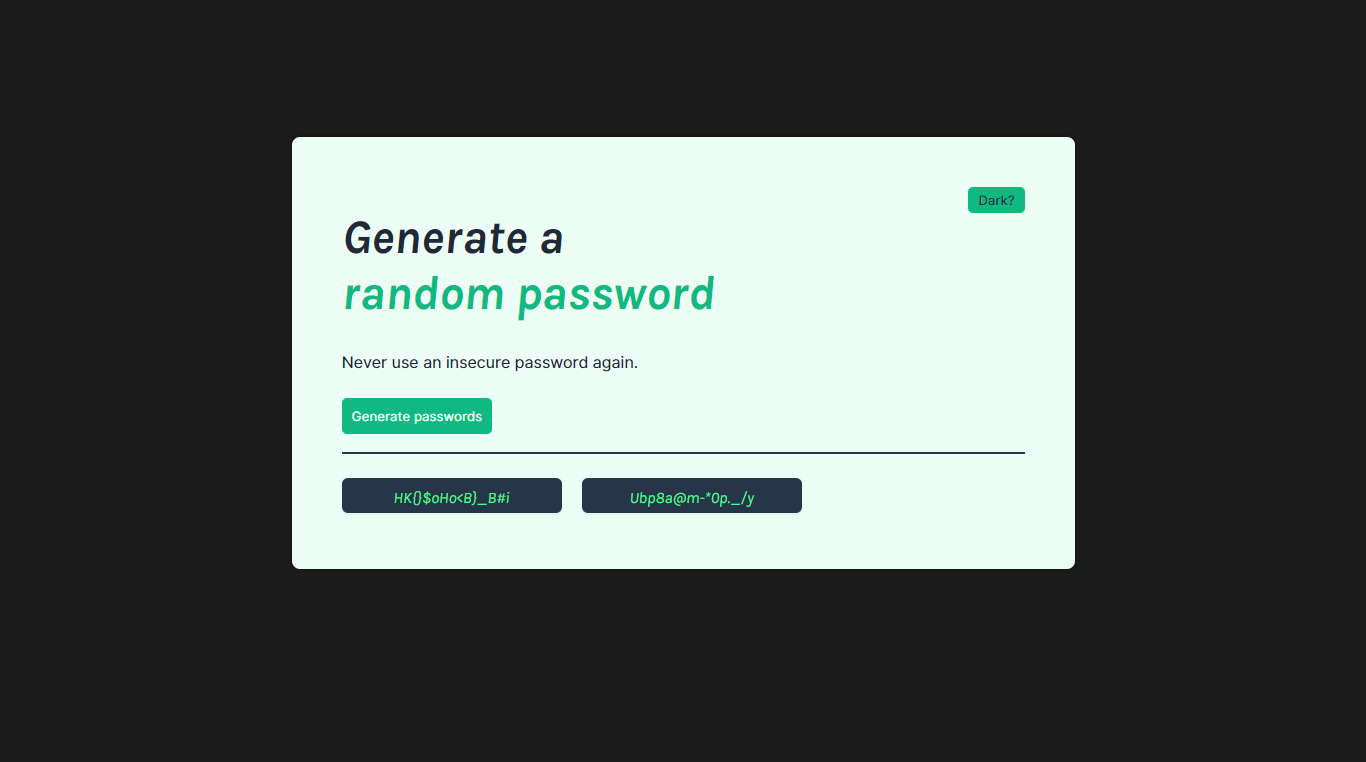 Dark?
Generate a
random password
Never use an insecure password again.
Generate passwords
HK{}$oHo<B)_B#i
Ubp8a@m-*0p._/y